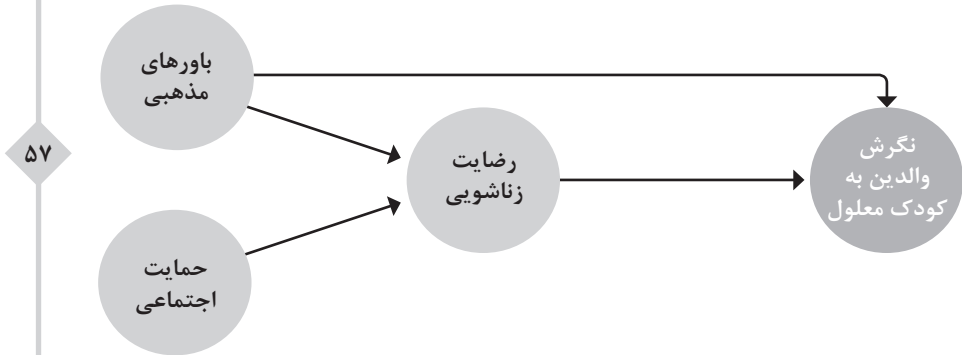 باورهای
مذهبی
۵۷
رضایت
زناشویی
نگرش
والدین به
کودک معلول
حمایت
اجتماعی